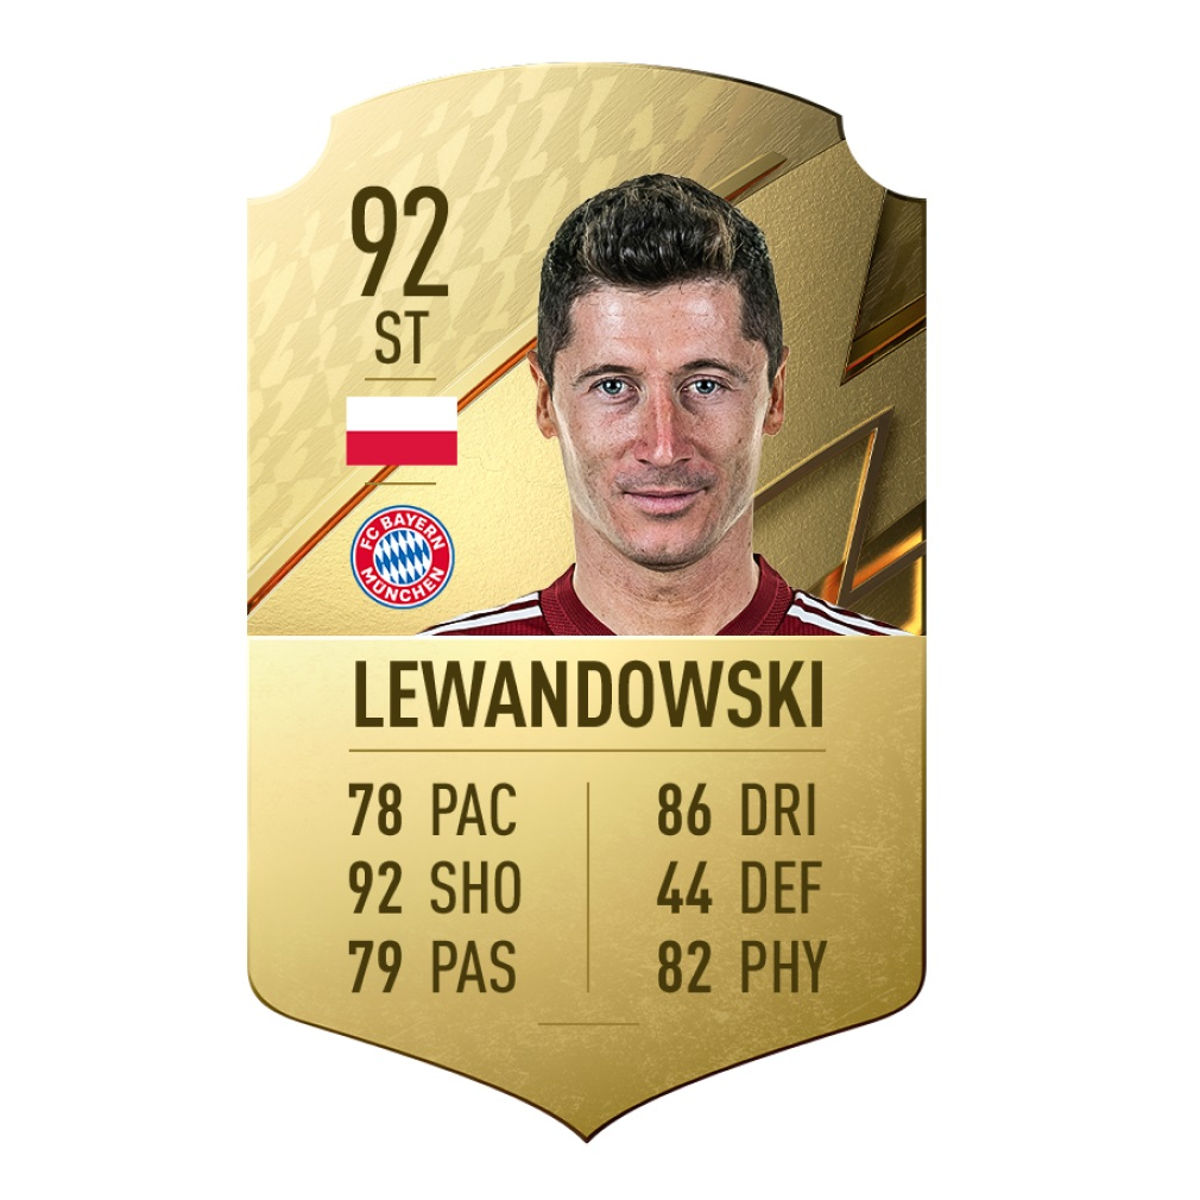 92
ST
FC BAYERN
MÜNCHEN
LEWANDOWSKI
78 PAC
92 SHO
79 PAS
86 DRI
44 DEF
82 PHY